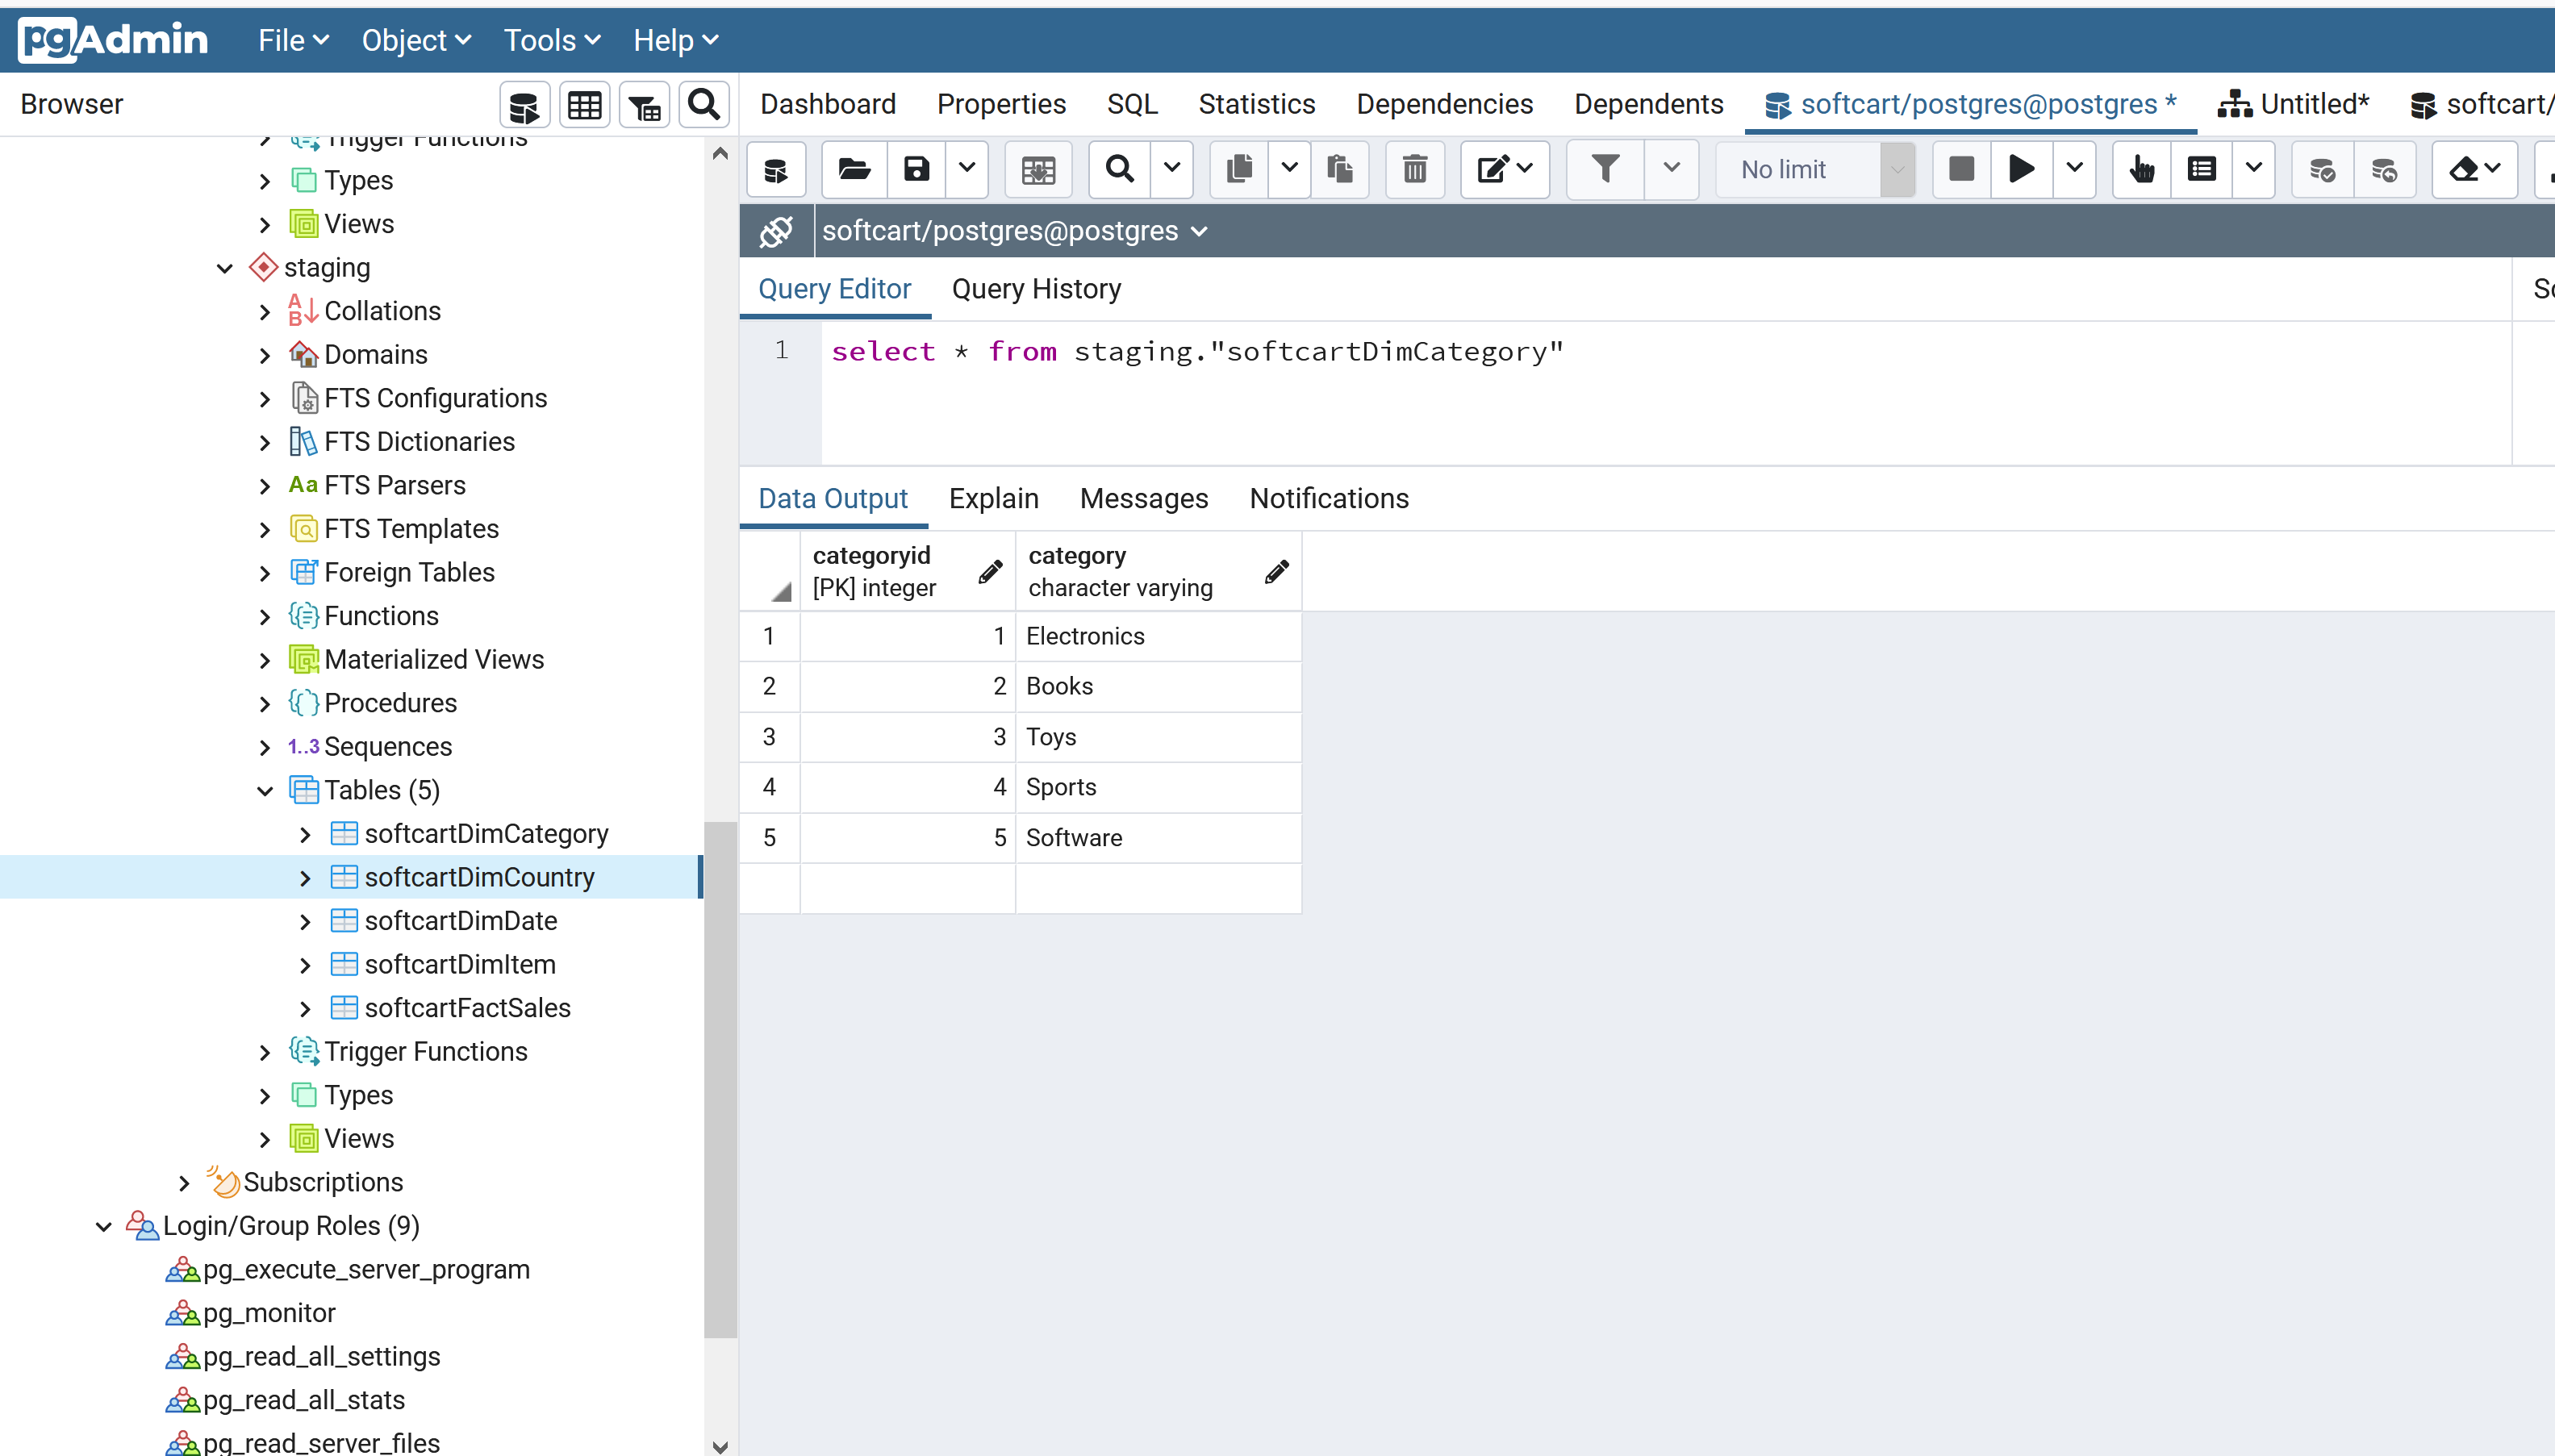 pgAdmin File Object Tools Help
Browser
Dashboard Properties SQL Statistics Dependencies Dependents softcart/postgres@postgres * Untitled* softcart/
Trigger Functions
Types
Views
staging
Collations
Domains
FTS Configurations
FTS Dictionaries
Aa FTS Parsers
FTS Templates
Foreign Tables
Functions
Materialized Views
Procedures
1..3 Sequences
Tables (5)
softcartDimCategory
softcartDimCountry
softcartDimDate
softcartDimItem
softcartFactSales
Trigger Functions
Types
Views
Subscriptions
Login/Group Roles (9)
pg_execute_server_program
pg_monitor
pg_read_all_settings
pg_read_all_stats
pg_read_server_files
No limit
softcart/postgres@postgres
Query Editor Query History
1 select * from staging."softcartDimCategory"
Data Output Explain Messages Notifications
categoryid category
[PK] integer character varying
1 1 Electronics
2 2 Books
3 3 Toys
4 4 Sports
5 5 Software